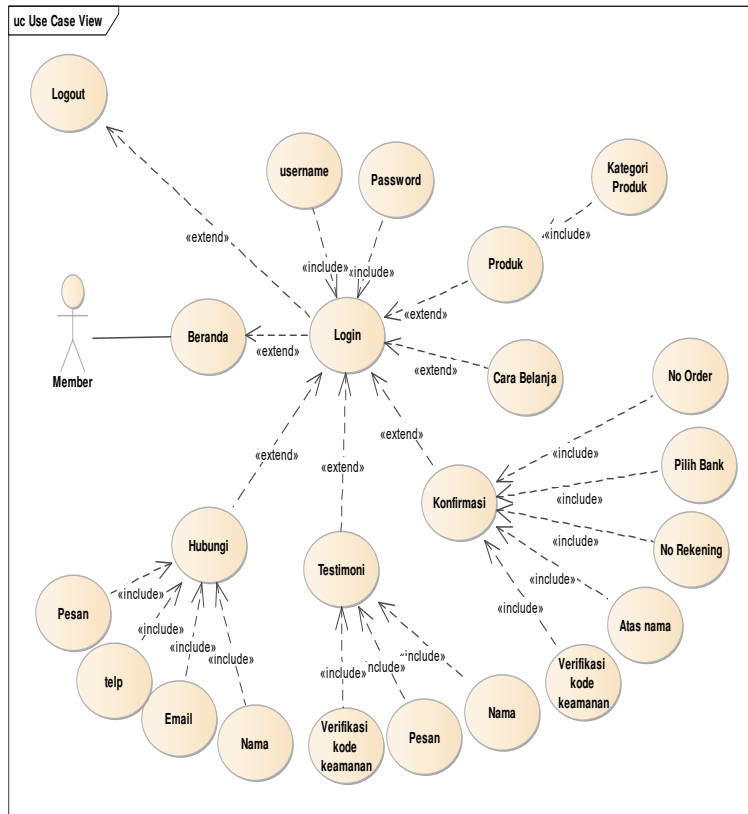 uc Use Case View
Logout
username
Password
Kategori
Produk
«extend»
«include»
«include»
«include»
Produk
«extend»
Member
Beranda
«extend»
Login
«extend»
Cara Belanja
No Order
«extend»
«extend»
«extend»
«include»
Pilih Bank
Konfirmasi
«include»
«include»
No Rekening
Hubungi
Testimoni
«include»
Atas nama
Pesan
«include»
telp
«include»
Email
«include»
«include»
Nama
«include»
«include»
«include»
Verifikasi
kode
keamanan
Pesan
Nama
«include»
Verifikasi
kode
keamanan